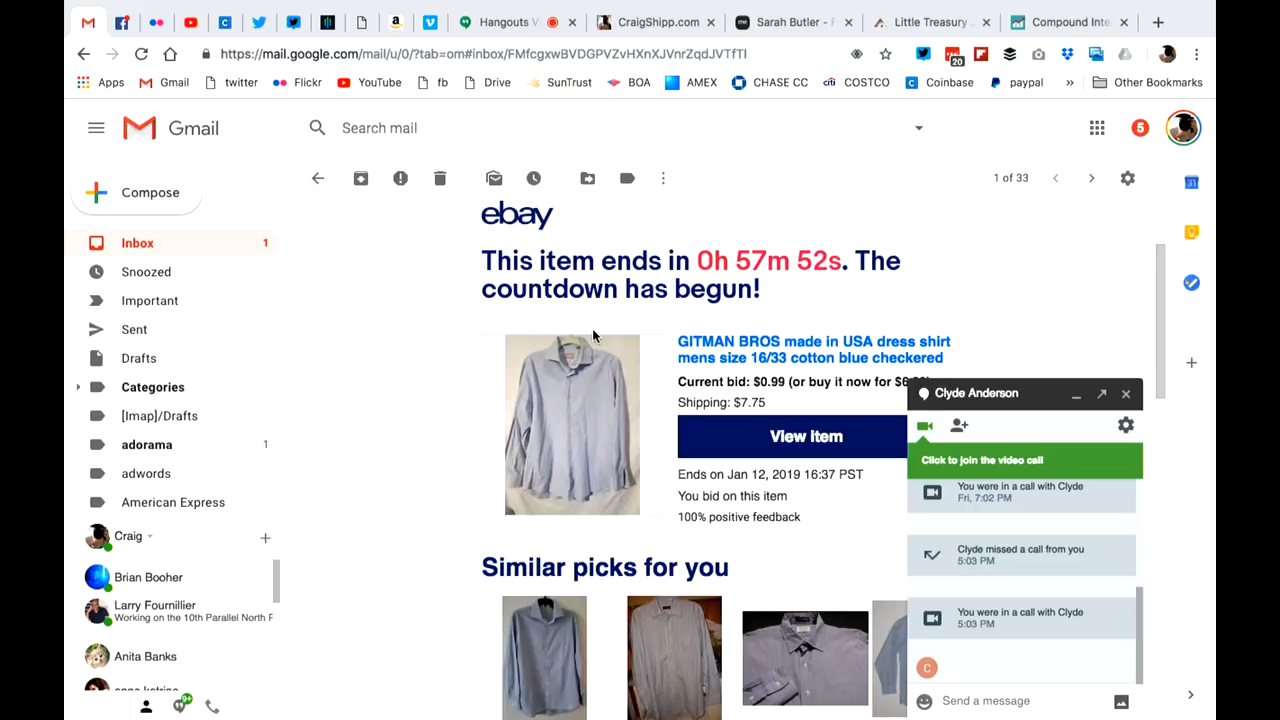 Hangouts V
CraigShipp.com
Sarah Butler -
Little Treasury
Compound Inte
https://mail.google.com/mail/u/0/?tab=om#inbox/FMfcgxwBVDGPVZvHXnXJVnrZqdJVTfTl
20
Apps Gmail twitter Flickr YouTube fb Drive SunTrust BOA AMEX CHASE CC citi COSTCO Coinbase paypal » Other Bookmarks
Gmail
Search mail
5
Compose
1 of 33
31
Inbox 1
Snoozed
Important
Sent
Drafts
Categories
[Imap]/Drafts
adorama 1
adwords
American Express
Craig
Brian Booher
Larry Fournillier
Working on the 10th Parallel North F
Anita Banks
9+
ebay
This item ends in 0h 57m 52s. The
countdown has begun!
GITMAN BROS made in USA dress shirt
mens size 16/33 cotton blue checkered
Current bid: $0.99 (or buy it now for $6
Shipping: $7.75
View item
Ends on Jan 12, 2019 16:37 PST
You bid on this item
100% positive feedback
Similar picks for you
Clyde Anderson
Click to join the video call
You were in a call with Clyde
Fri, 7:02 PM
Clyde missed a call from you
5:03 PM
You were in a call with Clyde
5:03 PM
C
Send a message